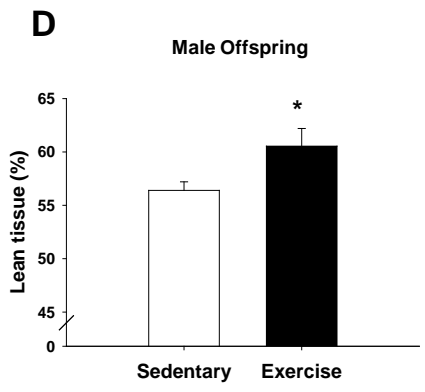 D
Male Offspring
*
Lean tissue (%)
65
60
55
50
45
0
Sedentary Exercise